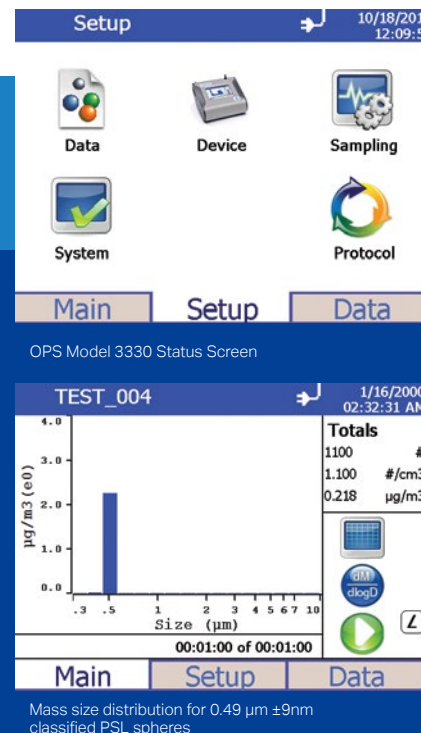 Setup 10/18/201
12:09:5
Data Device Sampling
System Protocol
Main Setup Data
OPS Model 3330 Status Screen
TEST_004 1/16/2000
02:32:31 AM
Totals
1100 #
1.100 #/cm3
0.218 µg/m3
dM
dlogD
µg/m3 (e0)
4.0
3.0
2.0
1.0
0.0
.3 .5 1 2 3 4 5 6 7 10
Size (µm)
00:01:00 of 00:01:00
L
Main Setup Data
Mass size distribution for 0.49 µm ±9nm
classified PSL spheres